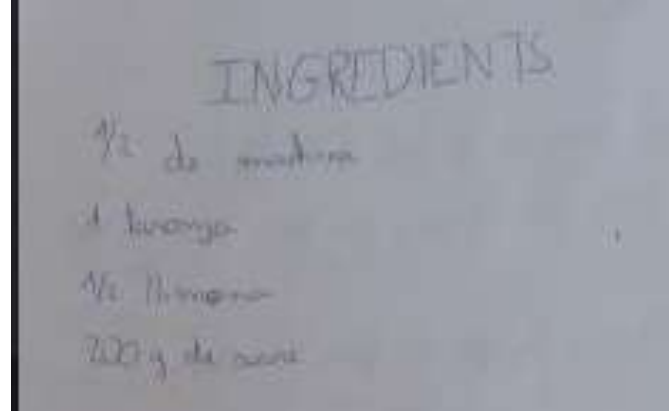 INGREDIENTS
1/2 de
1 taronja
1/2 llimona
200 g de sucre